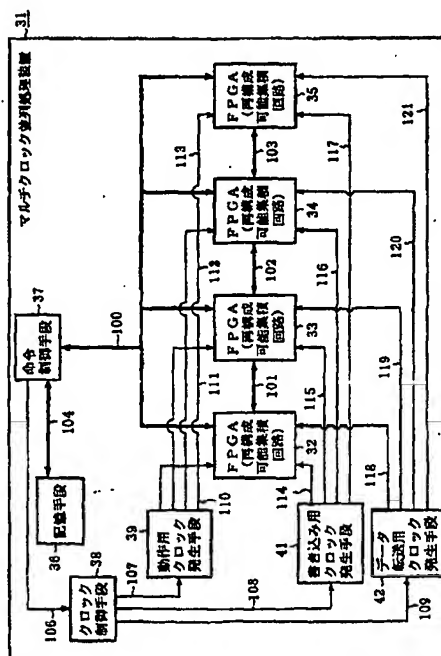 31
マルチクロック並列処理装置
命令
制御手段
37
100
104
記憶手段
36
106
クロック
制御手段
38
107
108
109
動作用
クロック
発生手段
39
110
111
112
113
FPGA
(再構成
可能集積
回路)
32
101
FPGA
(再構成
可能集積
回路)
33
102
FPGA
(再構成
可能集積
回路)
34
103
FPGA
(再構成
可能集積
回路)
35
書き込み用
クロック
発生手段
41
114
115
116
117
データ
転送用
クロック
発生手段
42
118
119
120
121